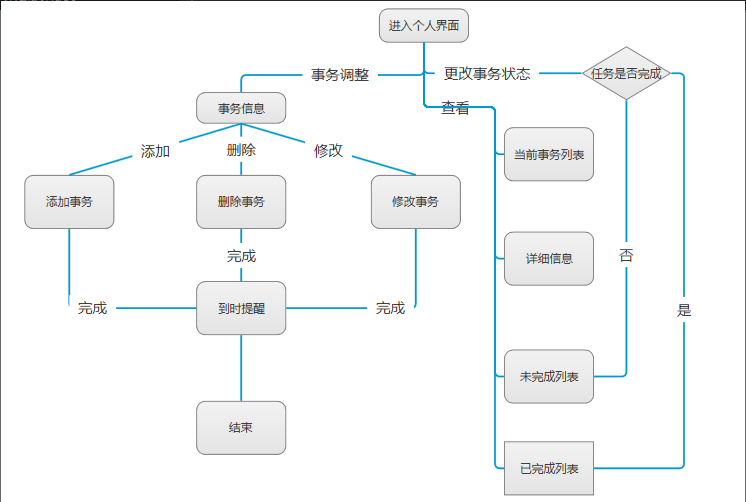 进入个人界面
事务调整
更改事务状态
任务是否完成
事务信息
查看
添加
删除
修改
当前事务列表
添加事务
删除事务
修改事务
完成
否
详细信息
完成
到时提醒
完成
是
未完成列表
结束
已完成列表